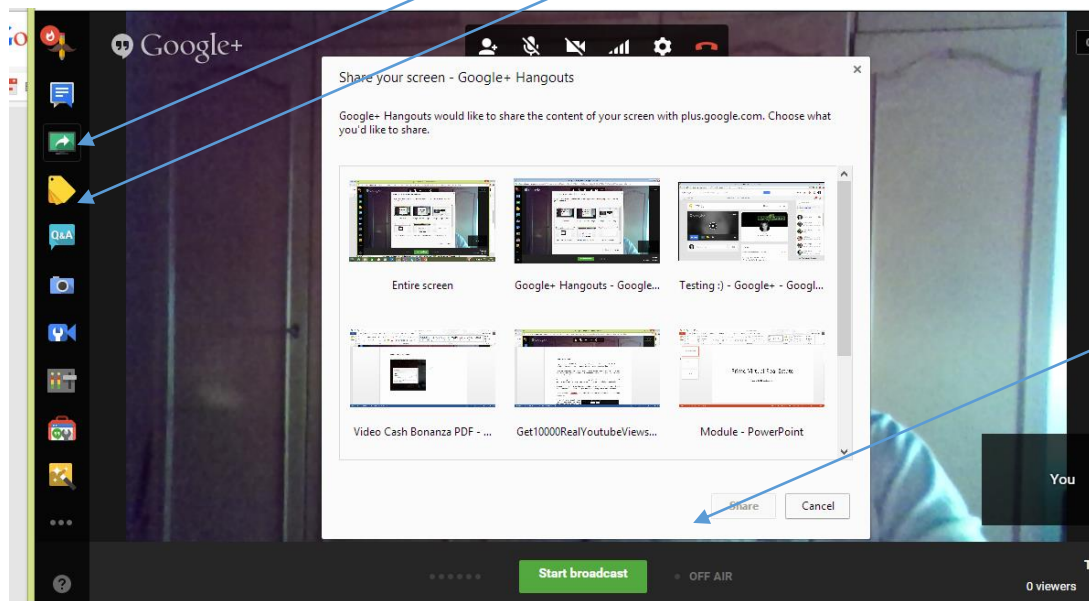 Google+
Share your screen - Google+ Hangouts
Google+ Hangouts would like to share the content of your screen with plus.google.com. Choose what
you'd like to share.
Entire screen
Google+ Hangouts - Google...
Testing :) - Google+ - Googl...
Video Cash Bonanza PDF - ...
Get10000RealYoutubeViews...
Module - PowerPoint
Q&A
Share
Cancel
You
Start broadcast
OFF AIR
0 viewers